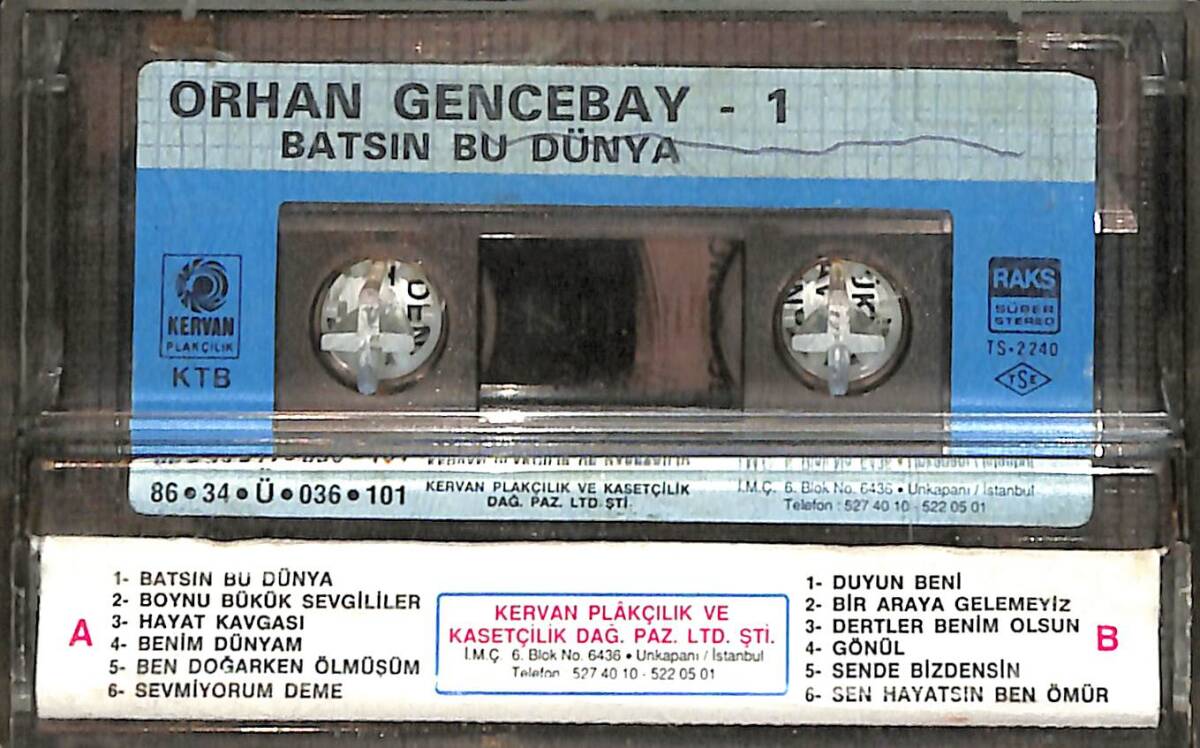 ORHAN GENCEBAY - 1
BATSIN BU DÜNYA
KERVAN
PLAKÇILIK
KTB
RAKS
SÜPER
STEREO
TS•2240
TSE
86•34•Ü•036•101
KERVAN PLAKÇILIK VE KASETÇİLİK
DAĞ. PAZ. LTD ŞTİ.
İ.M.Ç. 6. Blok No. 6436 • Unkapanı / İstanbul
Telefon : 527 40 10 - 522 05 01
A
1- BATSIN BU DÜNYA
2- BOYNU BÜKÜK SEVGİLİLER
3- HAYAT KAVGASI
4- BENİM DÜNYAM
5- BEN DOĞARKEN ÖLMÜŞÜM
6- SEVMİYORUM DEME
KERVAN PLÂKÇILIK VE
KASETÇİLİK DAĞ. PAZ. LTD. ŞTİ.
İ.M.Ç. 6. Blok No. 6436 • Unkapanı / İstanbul
Telefon 527 40 10 - 522 05 01
1- DUYUN BENİ
2- BİR ARAYA GELEMEYİZ
3- DERTLER BENİM OLSUN
4- GÖNÜL
5- SENDE BİZDENSİN
6- SEN HAYATSIN BEN ÖMÜR
B